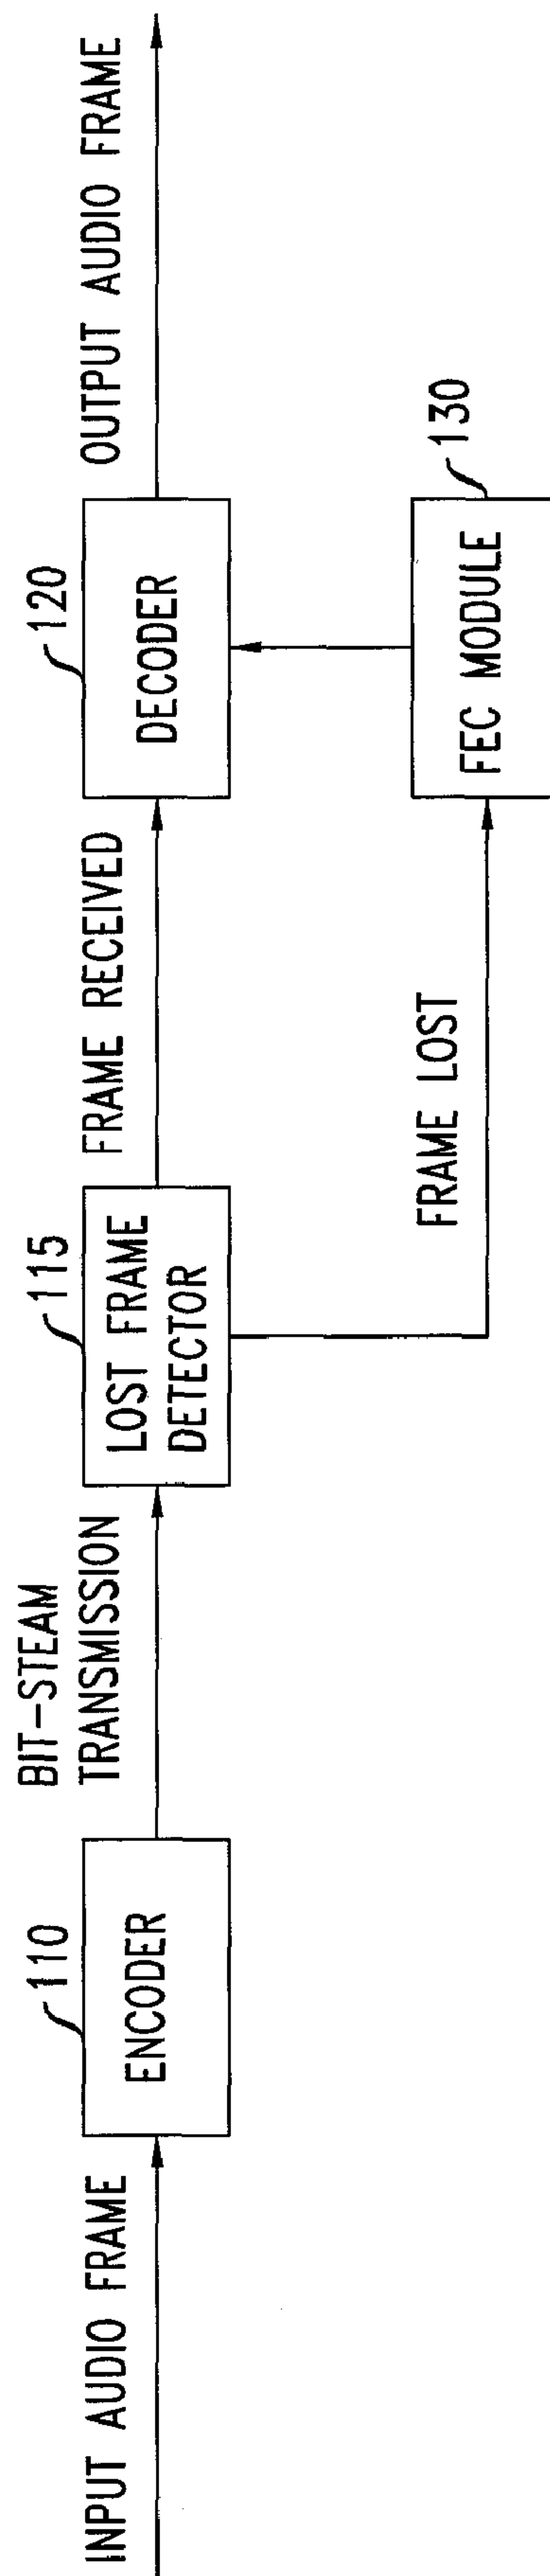 INPUT AUDIO FRAME
110
ENCODER
BIT-STEAM
TRANSMISSION
115
LOST FRAME
DETECTOR
FRAME RECEIVED
FRAME LOST
120
DECODER
130
FEC MODULE
OUTPUT AUDIO FRAME